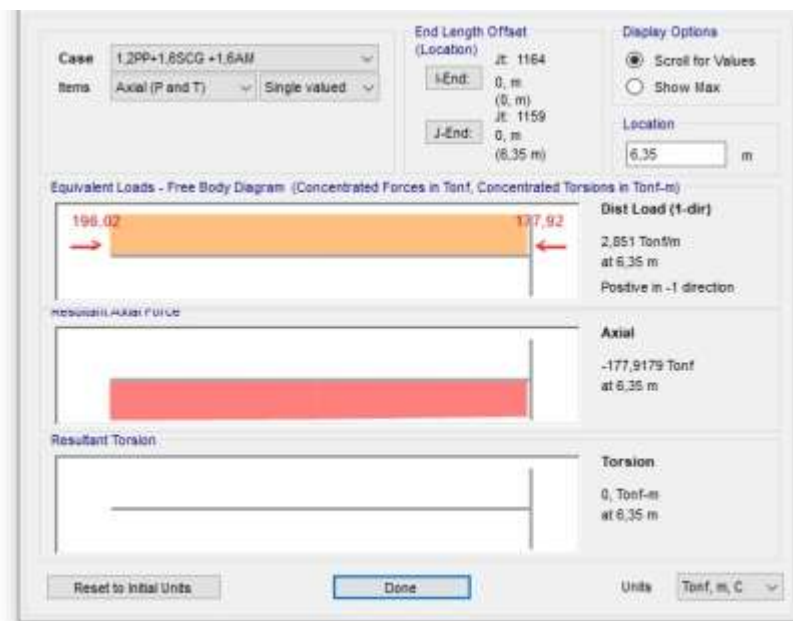 End Length Offset
(Location)
Display Options
Case 1,2PP+1,6SCG +1,6AM
Jt: 1164
Scroll for Values
Items Axial (P and T) Single valued
I-End: 0, m
(0, m)
Show Max
Jt: 1159
J-End: 0, m
(6,35 m)
Location
6,35 m
Equivalent Loads - Free Body Diagram (Concentrated Forces in Tonf, Concentrated Torsions in Tonf-m)
196,02
177,92
Dist Load (1-dir)
2,851 Tonf/m
at 6,35 m
Positive in -1 direction
Resultant Axial Force
Axial
-177,9179 Tonf
at 6,35 m
Resultant Torsion
Torsion
0, Tonf-m
at 6,35 m
Reset to Initial Units
Done
Units Tonf, m, C